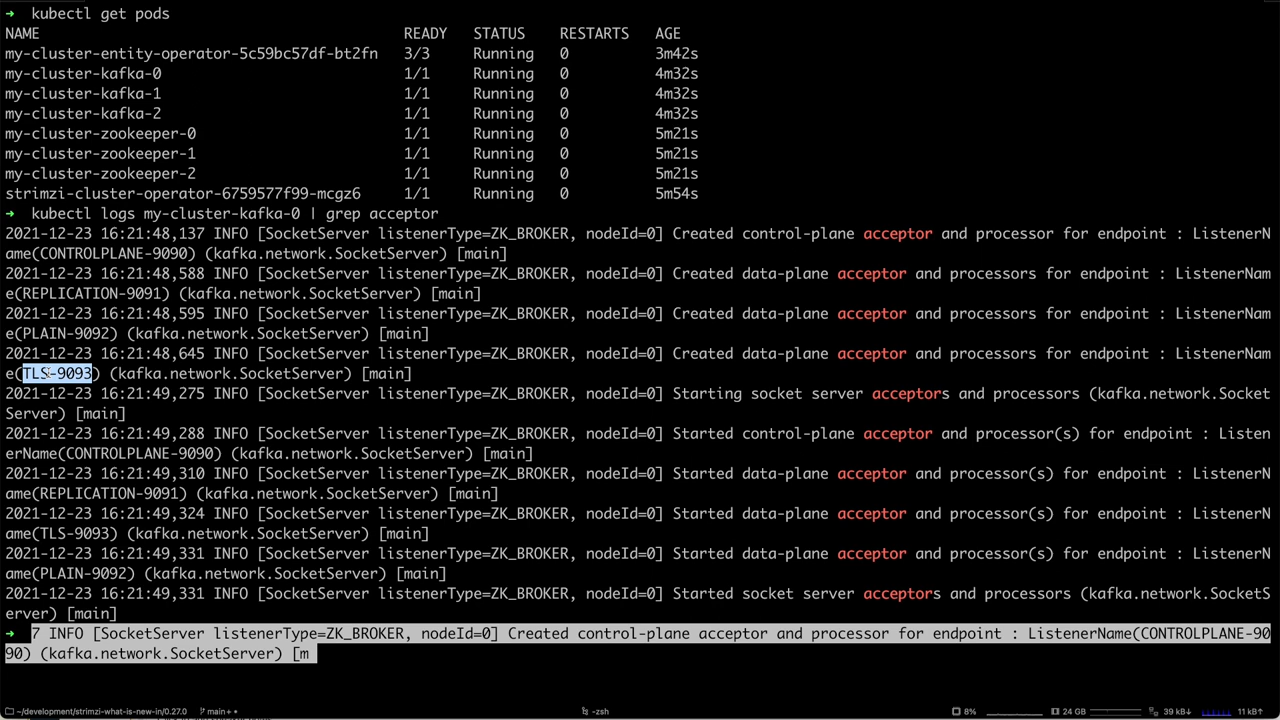 ➜  kubectl get pods
NAME                                          READY   STATUS    RESTARTS   AGE
my-cluster-entity-operator-5c59bc57df-bt2fn   3/3     Running   0          3m42s
my-cluster-kafka-0                            1/1     Running   0          4m32s
my-cluster-kafka-1                            1/1     Running   0          4m32s
my-cluster-kafka-2                            1/1     Running   0          4m32s
my-cluster-zookeeper-0                        1/1     Running   0          5m21s
my-cluster-zookeeper-1                        1/1     Running   0          5m21s
my-cluster-zookeeper-2                        1/1     Running   0          5m21s
strimzi-cluster-operator-6759577f99-mcgz6     1/1     Running   0          5m54s
➜  kubectl logs my-cluster-kafka-0 | grep acceptor
2021-12-23 16:21:48,137 INFO [SocketServer listenerType=ZK_BROKER, nodeId=0] Created control-plane acceptor and processor for endpoint : ListenerN
ame(CONTROLPLANE-9090) (kafka.network.SocketServer) [main]
2021-12-23 16:21:48,588 INFO [SocketServer listenerType=ZK_BROKER, nodeId=0] Created data-plane acceptor and processors for endpoint : ListenerNam
e(REPLICATION-9091) (kafka.network.SocketServer) [main]
2021-12-23 16:21:48,595 INFO [SocketServer listenerType=ZK_BROKER, nodeId=0] Created data-plane acceptor and processors for endpoint : ListenerNam
e(PLAIN-9092) (kafka.network.SocketServer) [main]
2021-12-23 16:21:48,645 INFO [SocketServer listenerType=ZK_BROKER, nodeId=0] Created data-plane acceptor and processors for endpoint : ListenerNam
e(TLS-9093) (kafka.network.SocketServer) [main]
2021-12-23 16:21:49,275 INFO [SocketServer listenerType=ZK_BROKER, nodeId=0] Starting socket server acceptors and processors (kafka.network.Socket
Server) [main]
2021-12-23 16:21:49,288 INFO [SocketServer listenerType=ZK_BROKER, nodeId=0] Started control-plane acceptor and processor(s) for endpoint : Listen
erName(CONTROLPLANE-9090) (kafka.network.SocketServer) [main]
2021-12-23 16:21:49,310 INFO [SocketServer listenerType=ZK_BROKER, nodeId=0] Started data-plane acceptor and processor(s) for endpoint : ListenerN
ame(REPLICATION-9091) (kafka.network.SocketServer) [main]
2021-12-23 16:21:49,324 INFO [SocketServer listenerType=ZK_BROKER, nodeId=0] Started data-plane acceptor and processor(s) for endpoint : ListenerN
ame(TLS-9093) (kafka.network.SocketServer) [main]
2021-12-23 16:21:49,331 INFO [SocketServer listenerType=ZK_BROKER, nodeId=0] Started data-plane acceptor and processor(s) for endpoint : ListenerN
ame(PLAIN-9092) (kafka.network.SocketServer) [main]
2021-12-23 16:21:49,331 INFO [SocketServer listenerType=ZK_BROKER, nodeId=0] Started socket server acceptors and processors (kafka.network.SocketS
erver) [main]
➜  7 INFO [SocketServer listenerType=ZK_BROKER, nodeId=0] Created control-plane acceptor and processor for endpoint : ListenerName(CONTROLPLANE-90
90) (kafka.network.SocketServer) [m
~/development/strimzi-what-is-new-in/0.27.0 main + • -zsh 8% 24 GB 39 kB↓ 11 kB↑